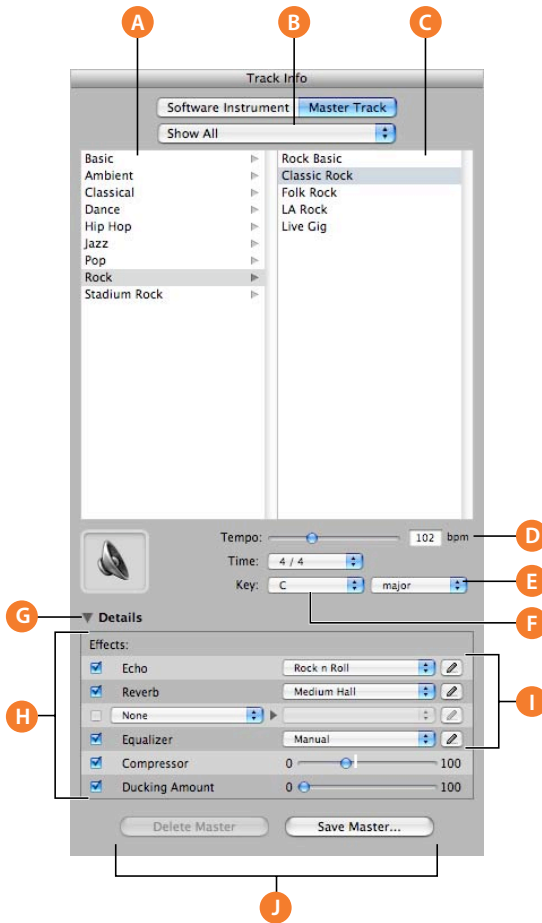 A B C
Track Info
Software Instrument Master Track
Show All
Basic
Ambient
Classical
Dance
Hip Hop
Jazz
Pop
Rock
Stadium Rock
Rock Basic
Classic Rock
Folk Rock
LA Rock
Live Gig
Tempo: 102 bpm D
Time: 4 / 4
Key: C major E
F
G Details
Effects:
Echo Rock n Roll
Reverb Medium Hall
H None I
Equalizer Manual
Compressor 0 100
Ducking Amount 0 100
Delete Master Save Master...
J